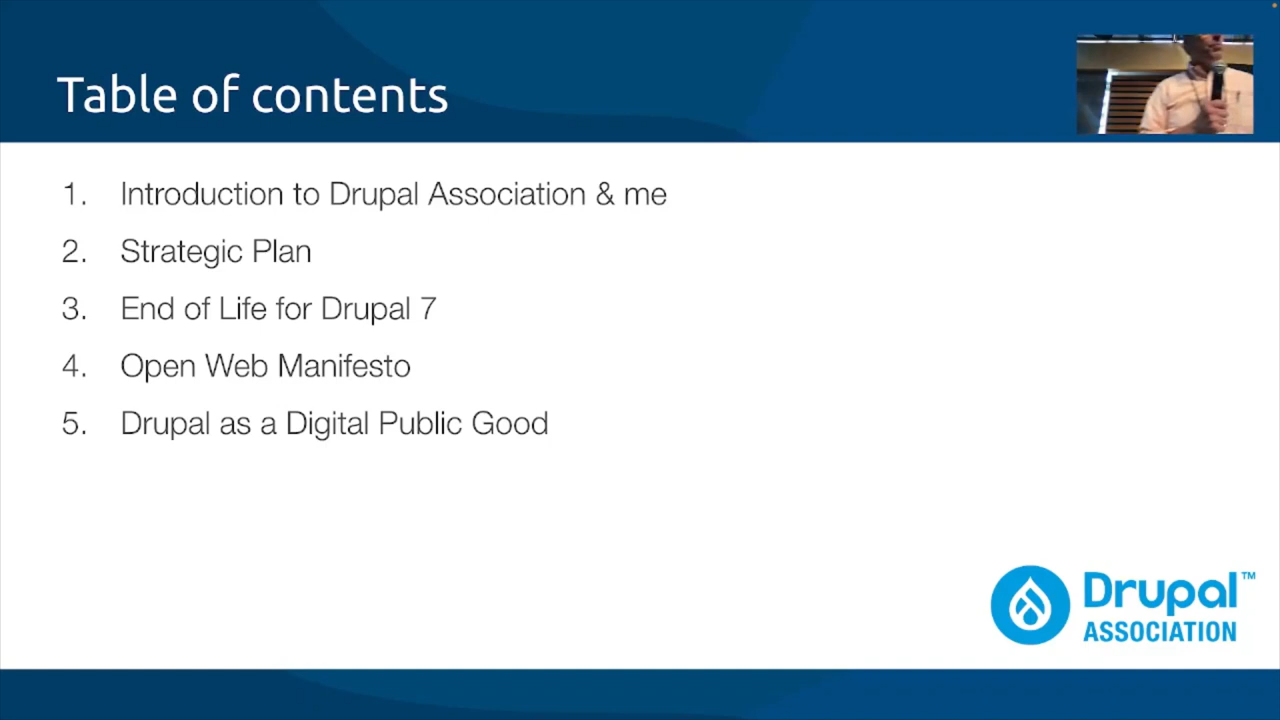 Table of contents
1. Introduction to Drupal Association & me
2. Strategic Plan
3. End of Life for Drupal 7
4. Open Web Manifesto
5. Drupal as a Digital Public Good
Drupal™
ASSOCIATION